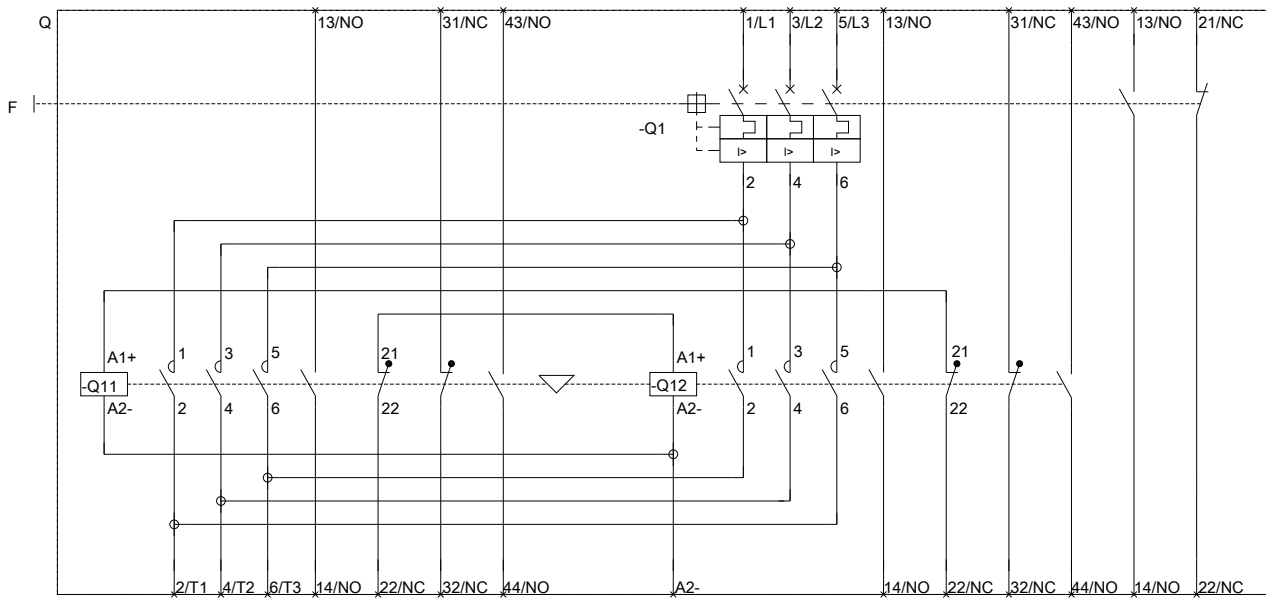 Q 13/NO 31/NC 43/NO 1/L1 3/L2 5/L3 13/NO 31/NC 43/NO 13/NO 21/NC
F
-Q1
I> I> I>
2 4 6
1 3 5 21 1 3 5 21
A1+ A1+
-Q11 -Q12
A2- 2 4 6 22 A2- 2 4 6 22
2/T1 4/T2 6/T3 14/NO 22/NC 32/NC 44/NO A2- 14/NO 22/NC 32/NC 44/NO 14/NO 22/NC